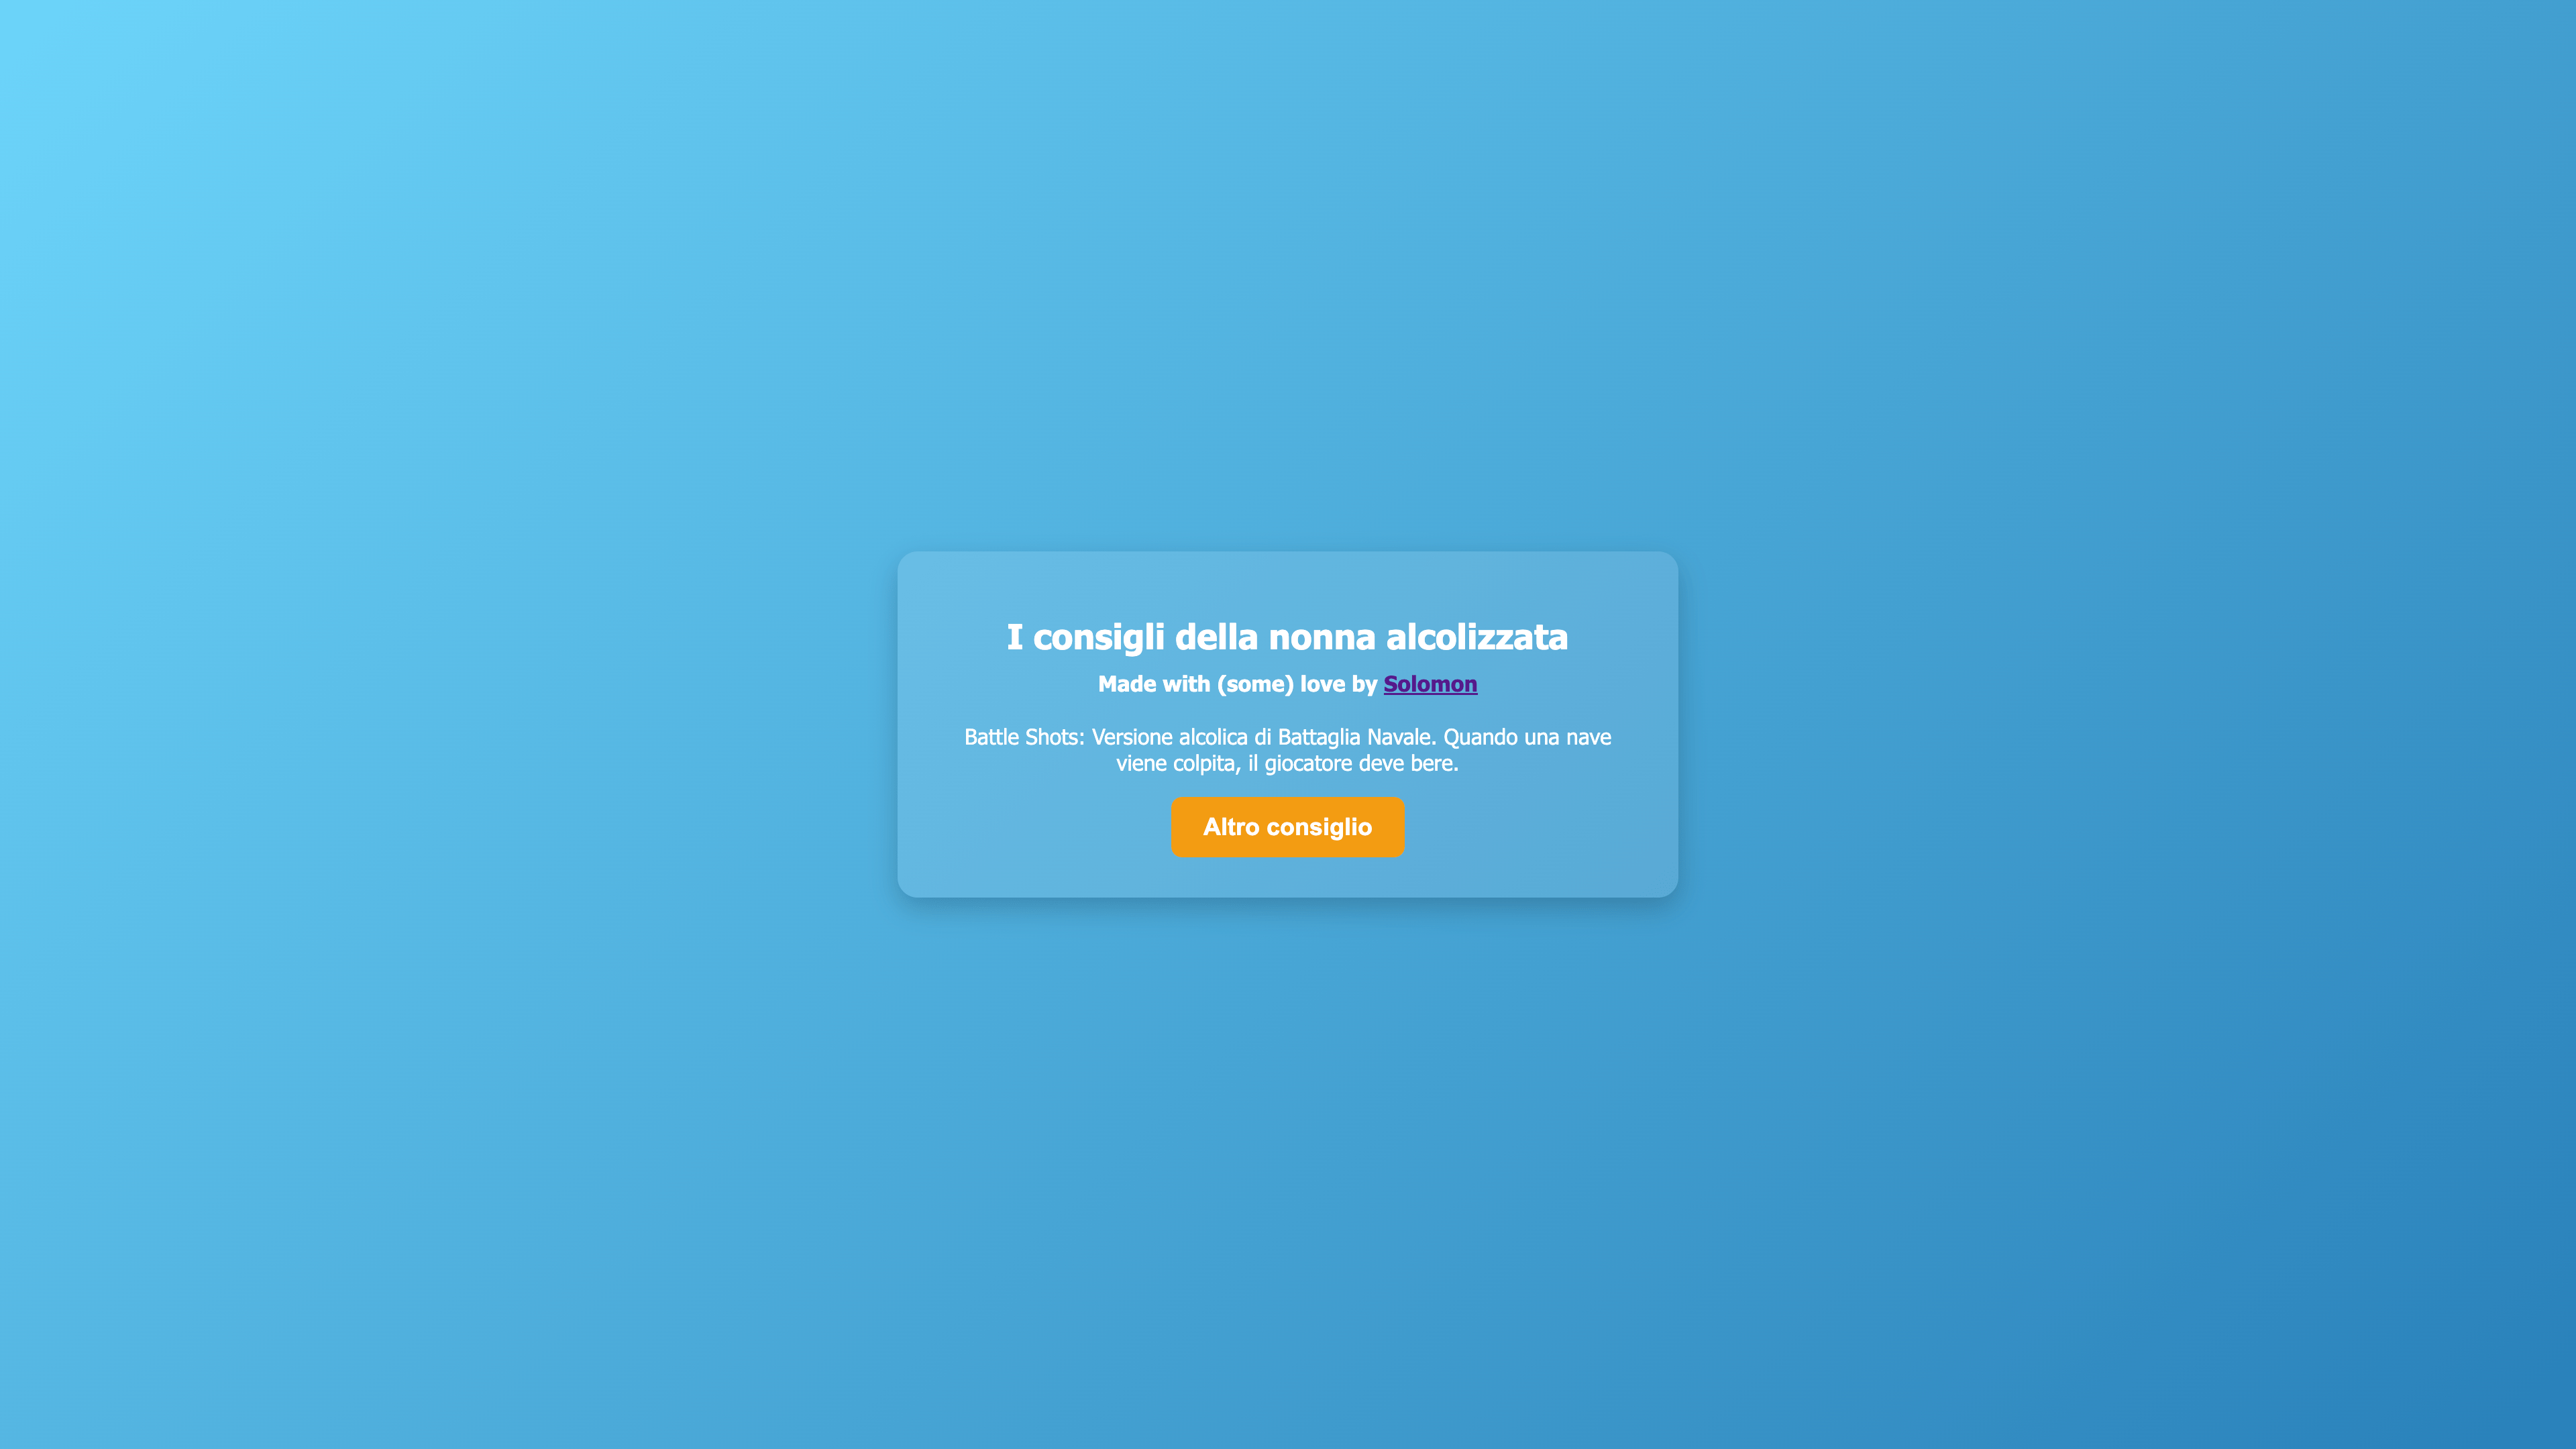 I consigli della nonna alcolizzata
Made with (some) love by Solomon
Battle Shots: Versione alcolica di Battaglia Navale. Quando una nave
viene colpita, il giocatore deve bere.
Altro consiglio